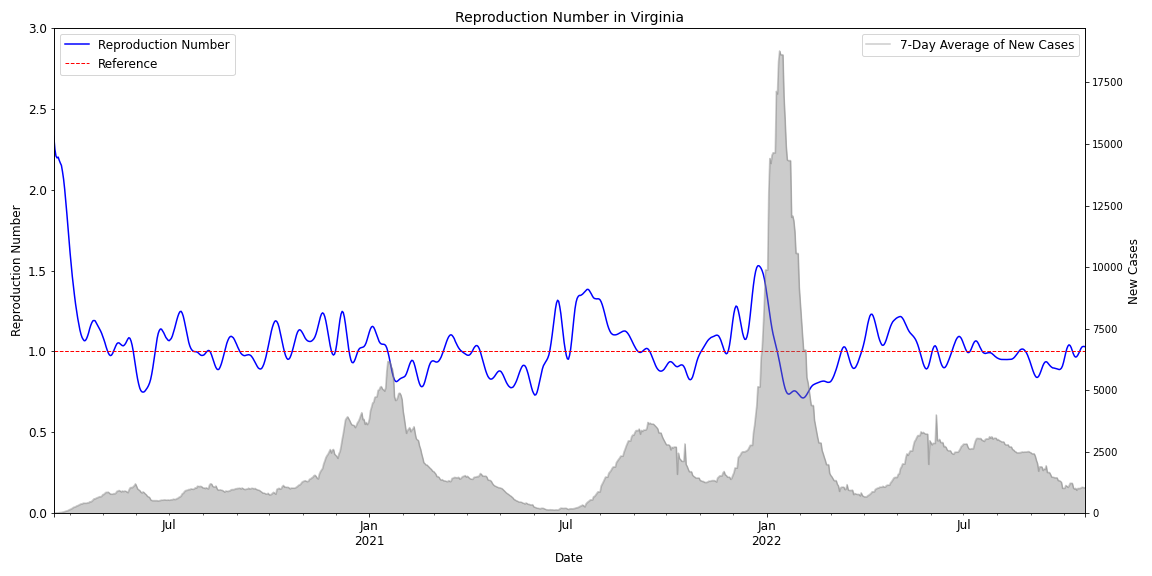 Reproduction Number in Virginia
Reproduction Number
Reference
7-Day Average of New Cases
3.0
2.5
2.0
1.5
1.0
0.5
0.0
Reproduction Number
17500
15000
12500
10000
7500
5000
2500
0
New Cases
Jul
Jan
2021
Jul
Jan
2022
Jul
Date